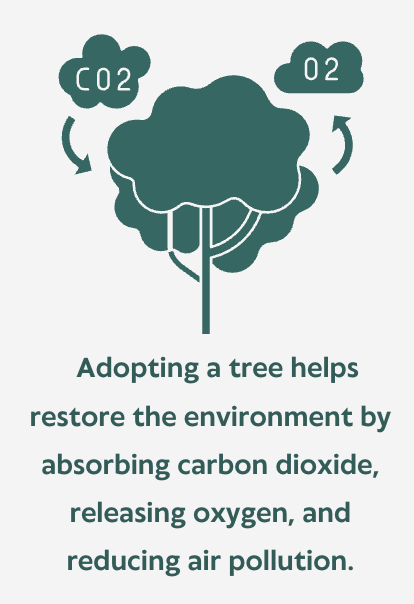 CO2
O2
Adopting a tree helps
restore the environment by
absorbing carbon dioxide,
releasing oxygen, and
reducing air pollution.